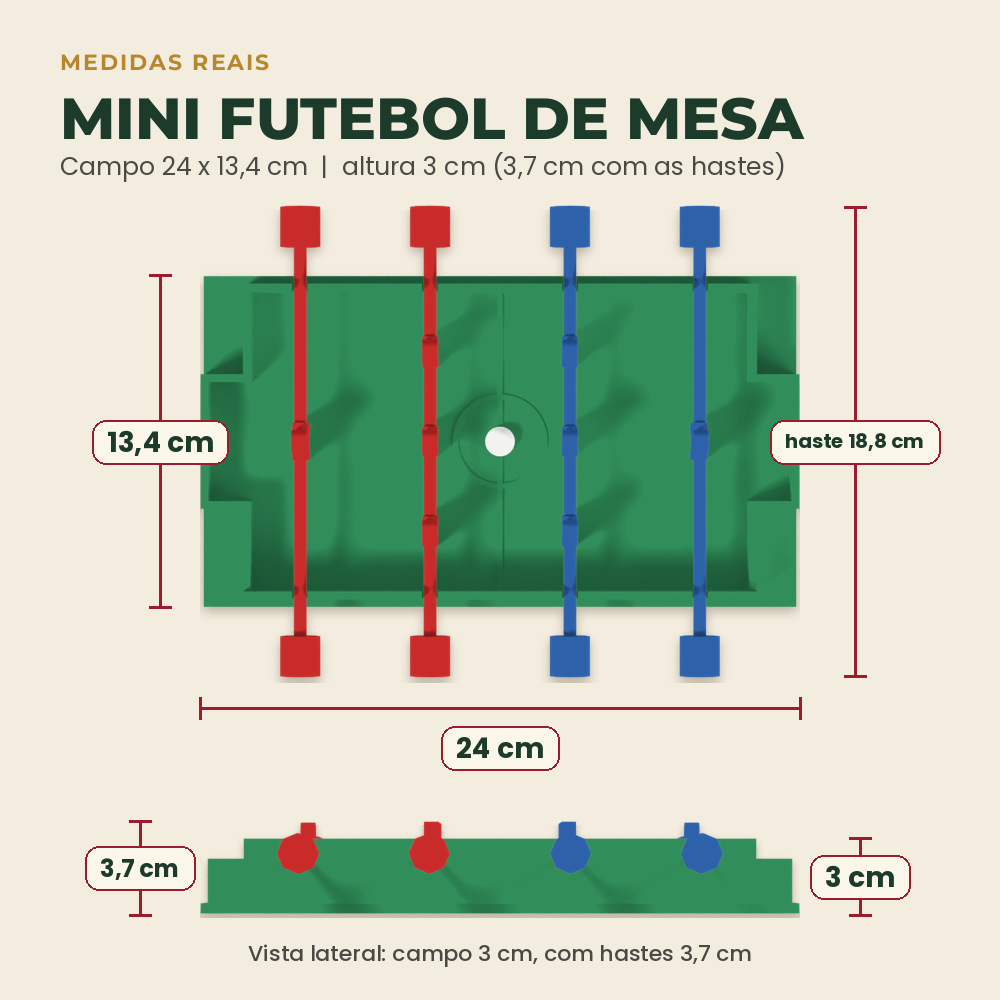 MEDIDAS REAIS
MINI FUTEBOL DE MESA
Campo 24 x 13,4 cm | altura 3 cm (3,7 cm com as hastes)
13,4 cm
haste 18,8 cm
24 cm
3,7 cm
3 cm
Vista lateral: campo 3 cm, com hastes 3,7 cm